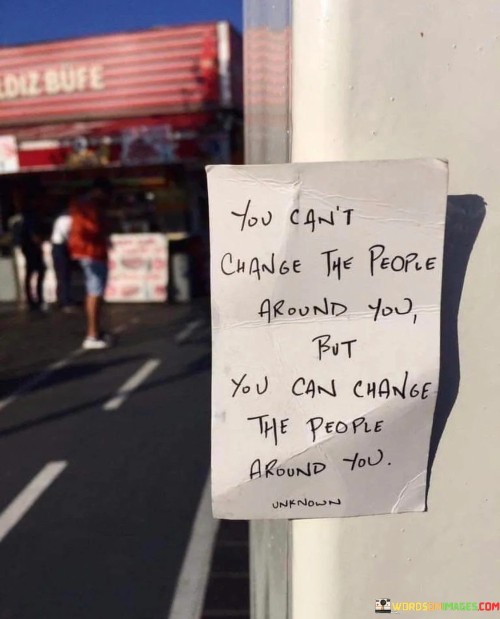 LDIZ BÜFE
YOU CAN'T
CHANGE THE PEOPLE
AROUND YOU,
BUT
YOU CAN CHANGE
THE PEOPLE
AROUND YOU.
UNKNOWN
WORDSONIMAGES.COM